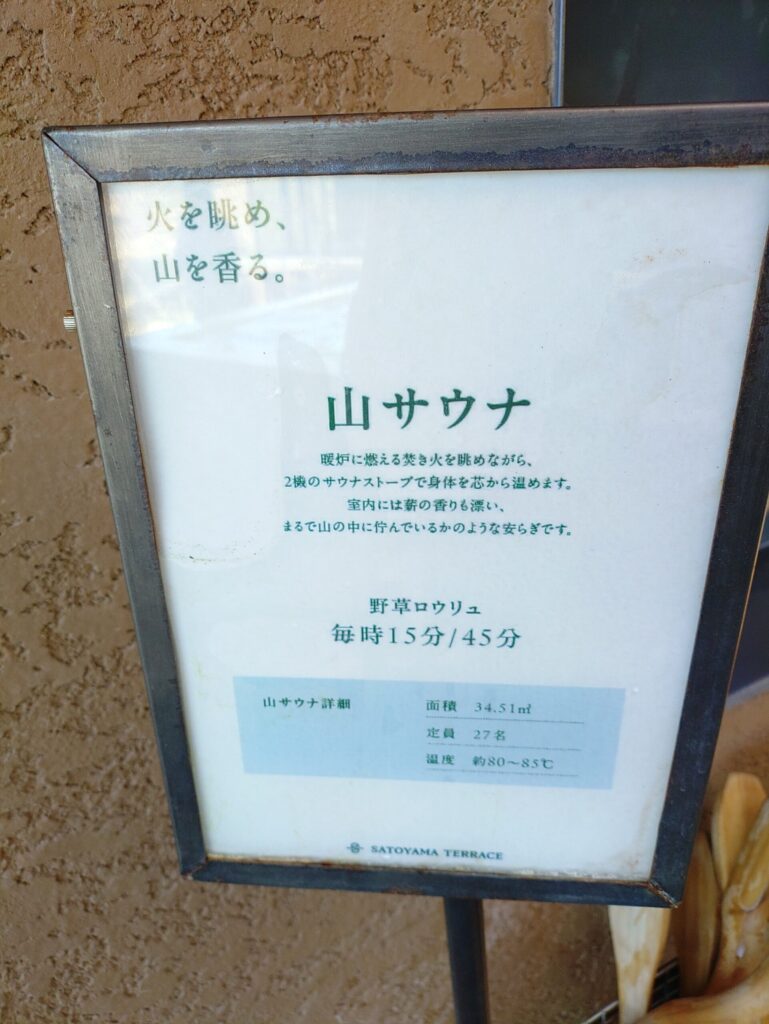 火を眺め、
山を香る。
山サウナ
暖炉に燃える焚き火を眺めながら、
2機のサウナストーブで身体を芯から温めます。
室内には薪の香りも漂い、
まるで山の中に佇んでいるかのような安らぎです。
野草ロウリュ
毎時15分/45分
山サウナ詳細
面積 34.51㎡
定員 27名
温度 約80〜85℃
SATOYAMA TERRACE